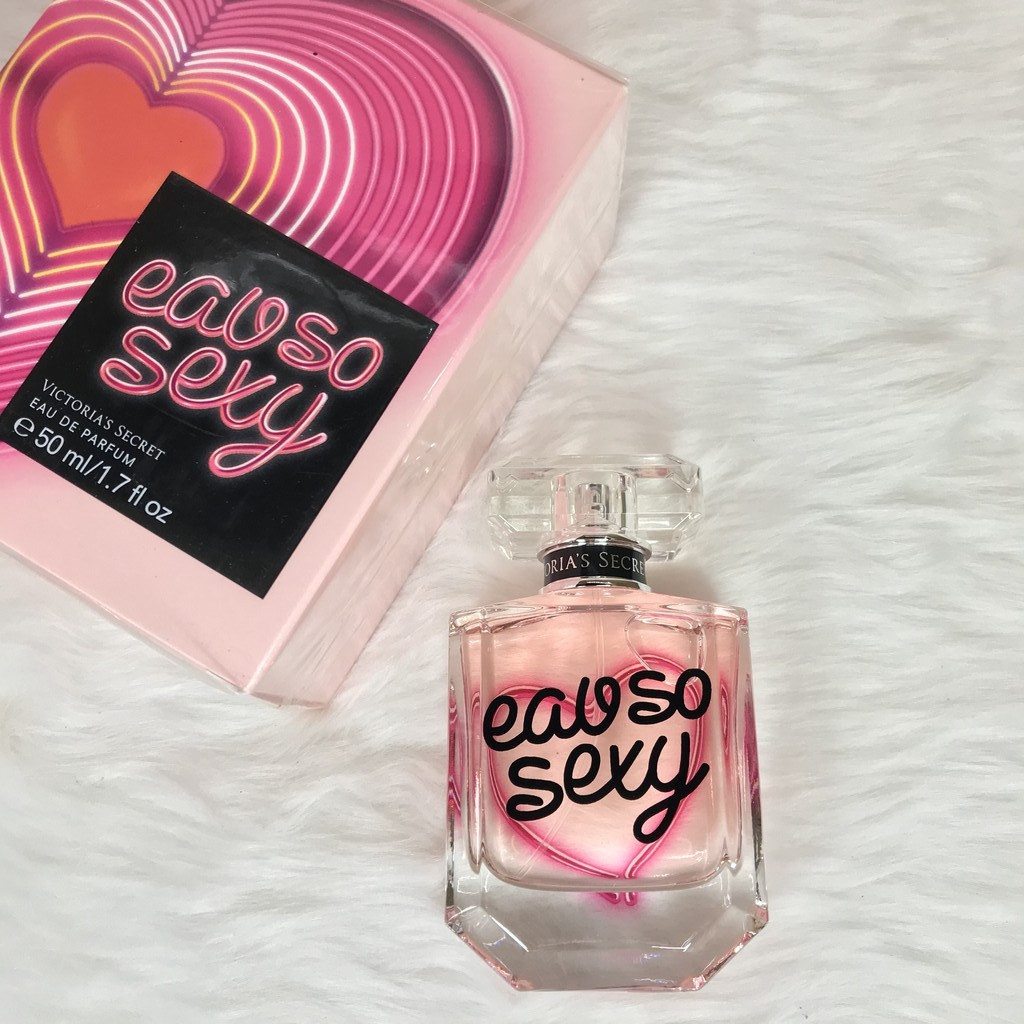 eau so
sexy
VICTORIA'S SECRET
EAU DE PARFUM
℮ 50 ml/1.7 fl oz
ORIA'S SECRE
eau so
sexy